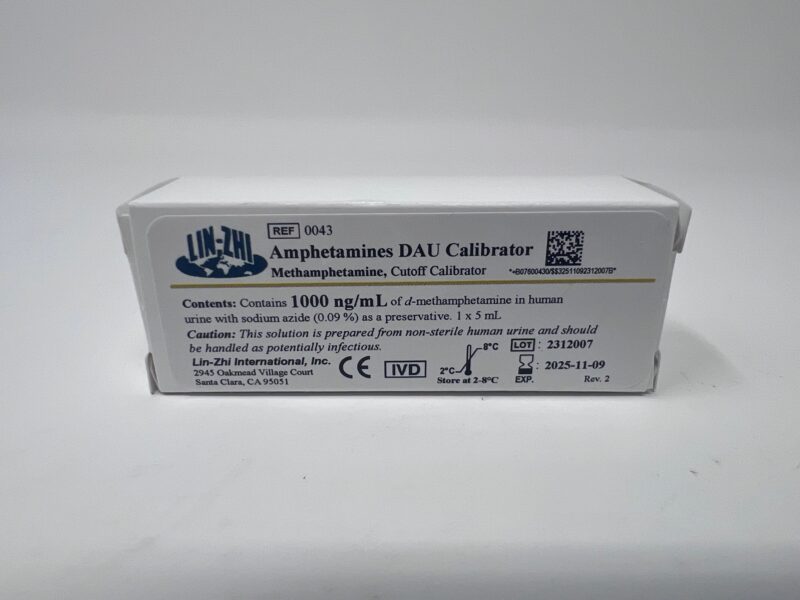 LIN-ZHI
REF 0043
Amphetamines DAU Calibrator
Methamphetamine, Cutoff Calibrator
*+B07600430/$$32511092312007B*
Contents: Contains 1000 ng/mL of d-methamphetamine in human
urine with sodium azide (0.09 %) as a preservative. 1 x 5 mL
Caution: This solution is prepared from non-sterile human urine and should
be handled as potentially infectious.
Lin-Zhi International, Inc.
2945 Oakmead Village Court
Santa Clara, CA 95051
CE
IVD
8°C
2°C
Store at 2-8°C
LOT : 2312007
: 2025-11-09
EXP.
Rev. 2